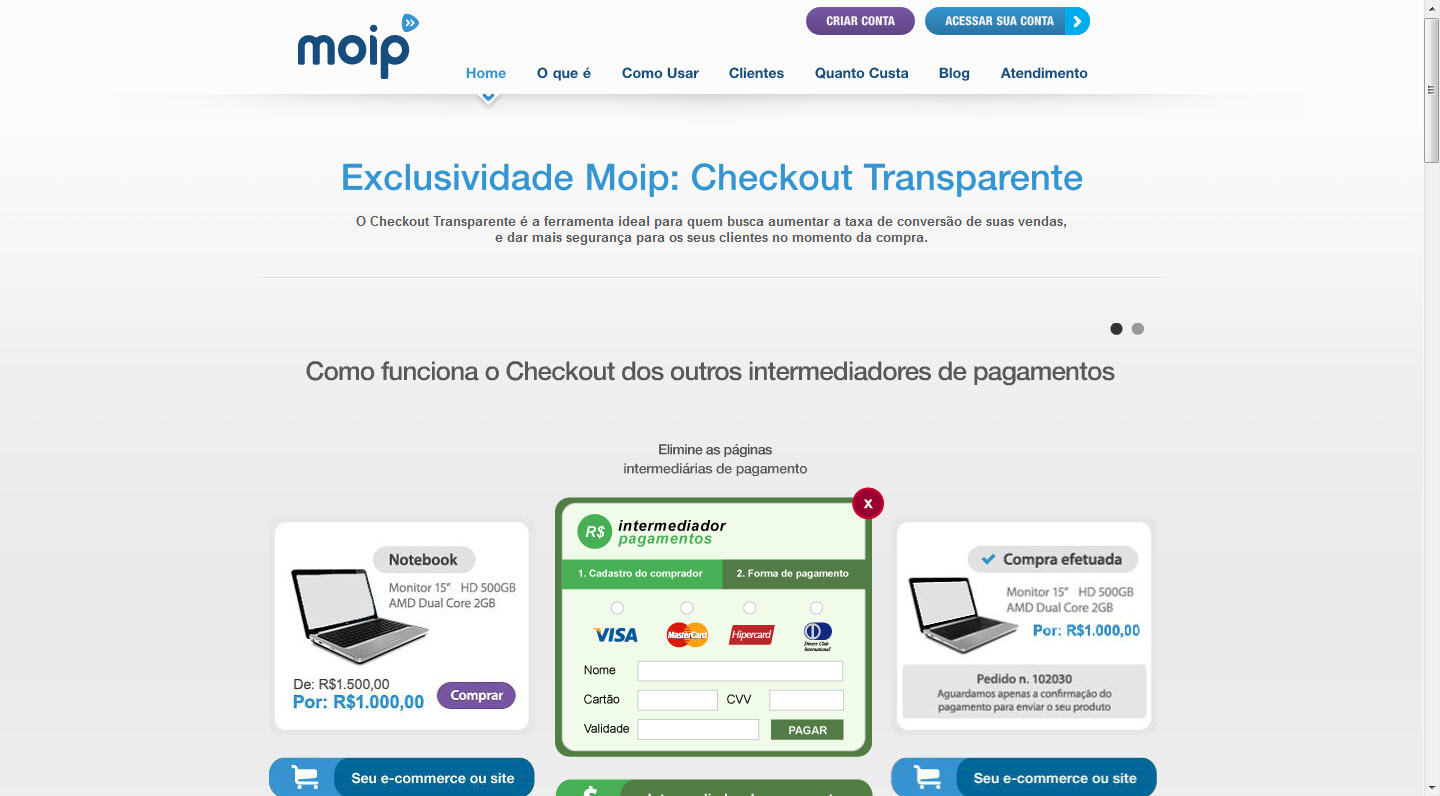 moip
CRIAR CONTA
ACESSAR SUA CONTA
Home
O que é
Como Usar
Clientes
Quanto Custa
Blog
Atendimento
Exclusividade Moip: Checkout Transparente
O Checkout Transparente é a ferramenta ideal para quem busca aumentar a taxa de conversão de suas vendas,
e dar mais segurança para os seus clientes no momento da compra.
Como funciona o Checkout dos outros intermediadores de pagamentos
Elimine as páginas
intermediárias de pagamento
Notebook
Monitor 15” HD 500GB
AMD Dual Core 2GB
De: R$1.500,00
Por: R$1.000,00
Comprar
Seu e-commerce ou site
x
R$ intermediador
pagamentos
1. Cadastro do comprador
2. Forma de pagamento
VISA
MasterCard
Hipercard
Diners Club
International
Nome
Cartão
CVV
Validade
PAGAR
Compra efetuada
Monitor 15” HD 500GB
AMD Dual Core 2GB
Por: R$1.000,00
Pedido n. 102030
Aguardamos apenas a confirmação do
pagamento para enviar o seu produto
Seu e-commerce ou site